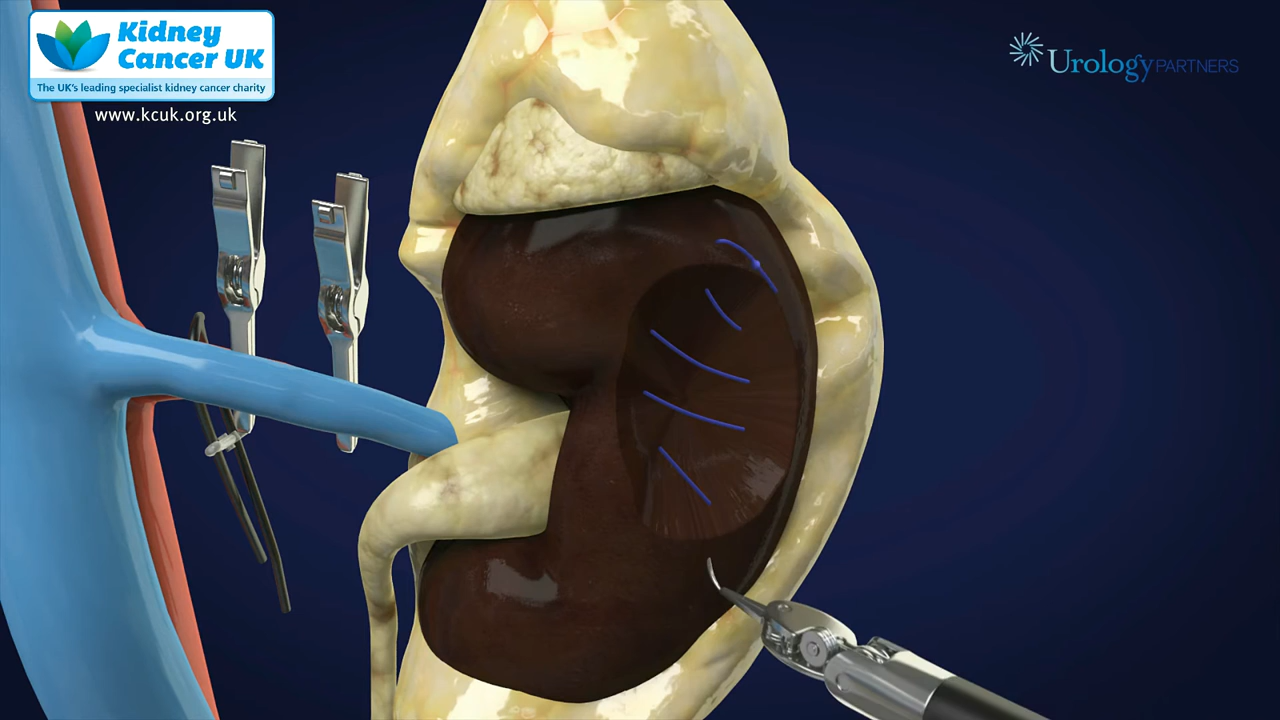 Kidney
Cancer UK
The UK's leading specialist kidney cancer charity
www.kcuk.org.uk
Urology PARTNERS